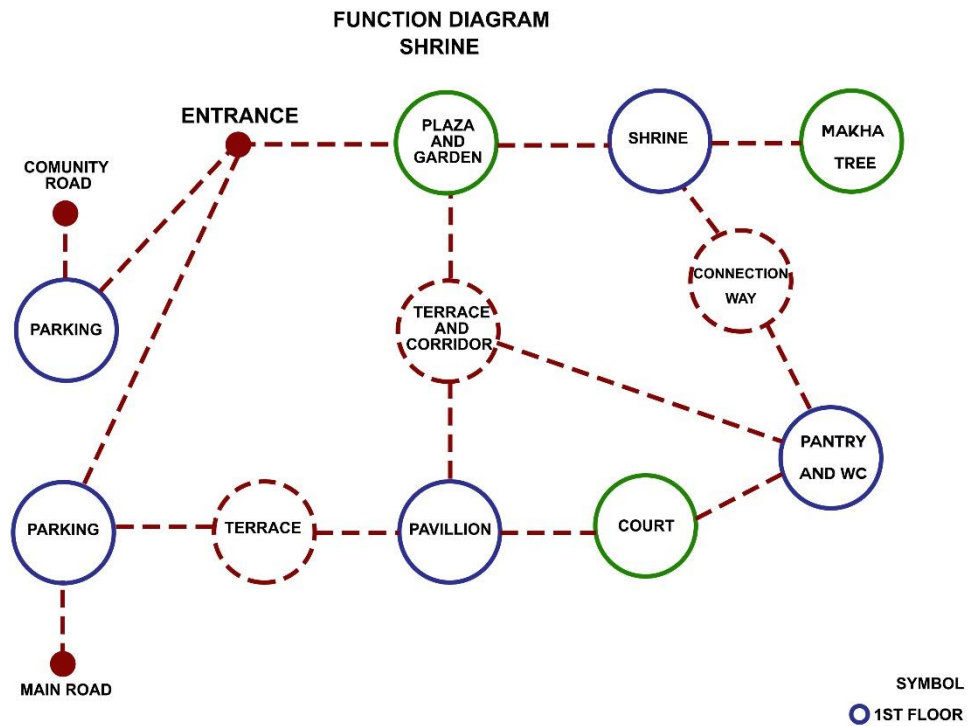 FUNCTION DIAGRAM
SHRINE
ENTRANCE
COMUNITY
ROAD
PLAZA
AND
GARDEN
SHRINE
MAKHA
TREE
PARKING
TERRACE
AND
CORRIDOR
CONNECTION
WAY
PANTRY
AND WC
PARKING
TERRACE
PAVILLION
COURT
MAIN ROAD
SYMBOL
1ST FLOOR